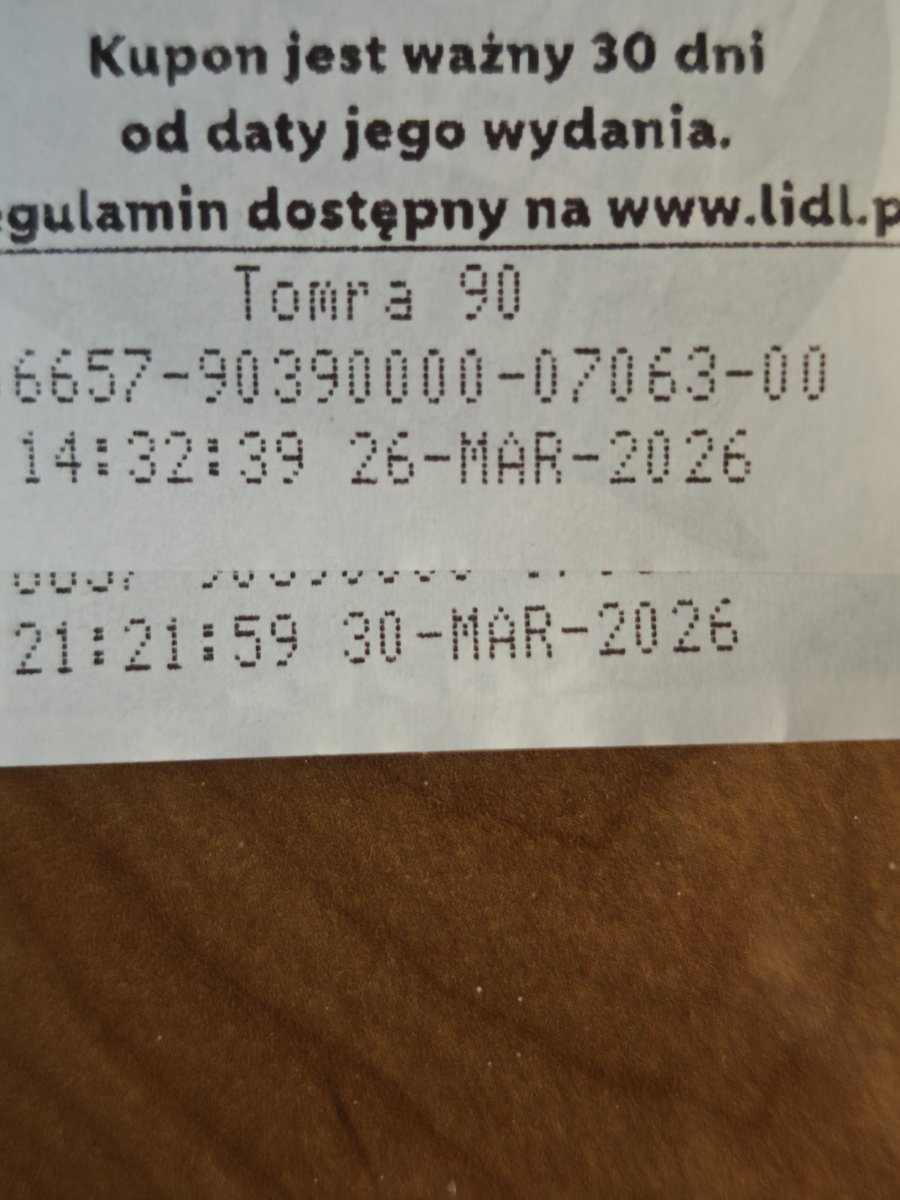 Kupon jest ważny 30 dni
od daty jego wydania.
egulamin dostępny na www.lidl.p
Tomra 90
6657-90390000-07063-00
14:32:39 26-MAR-2026
21:21:59 30-MAR-2026